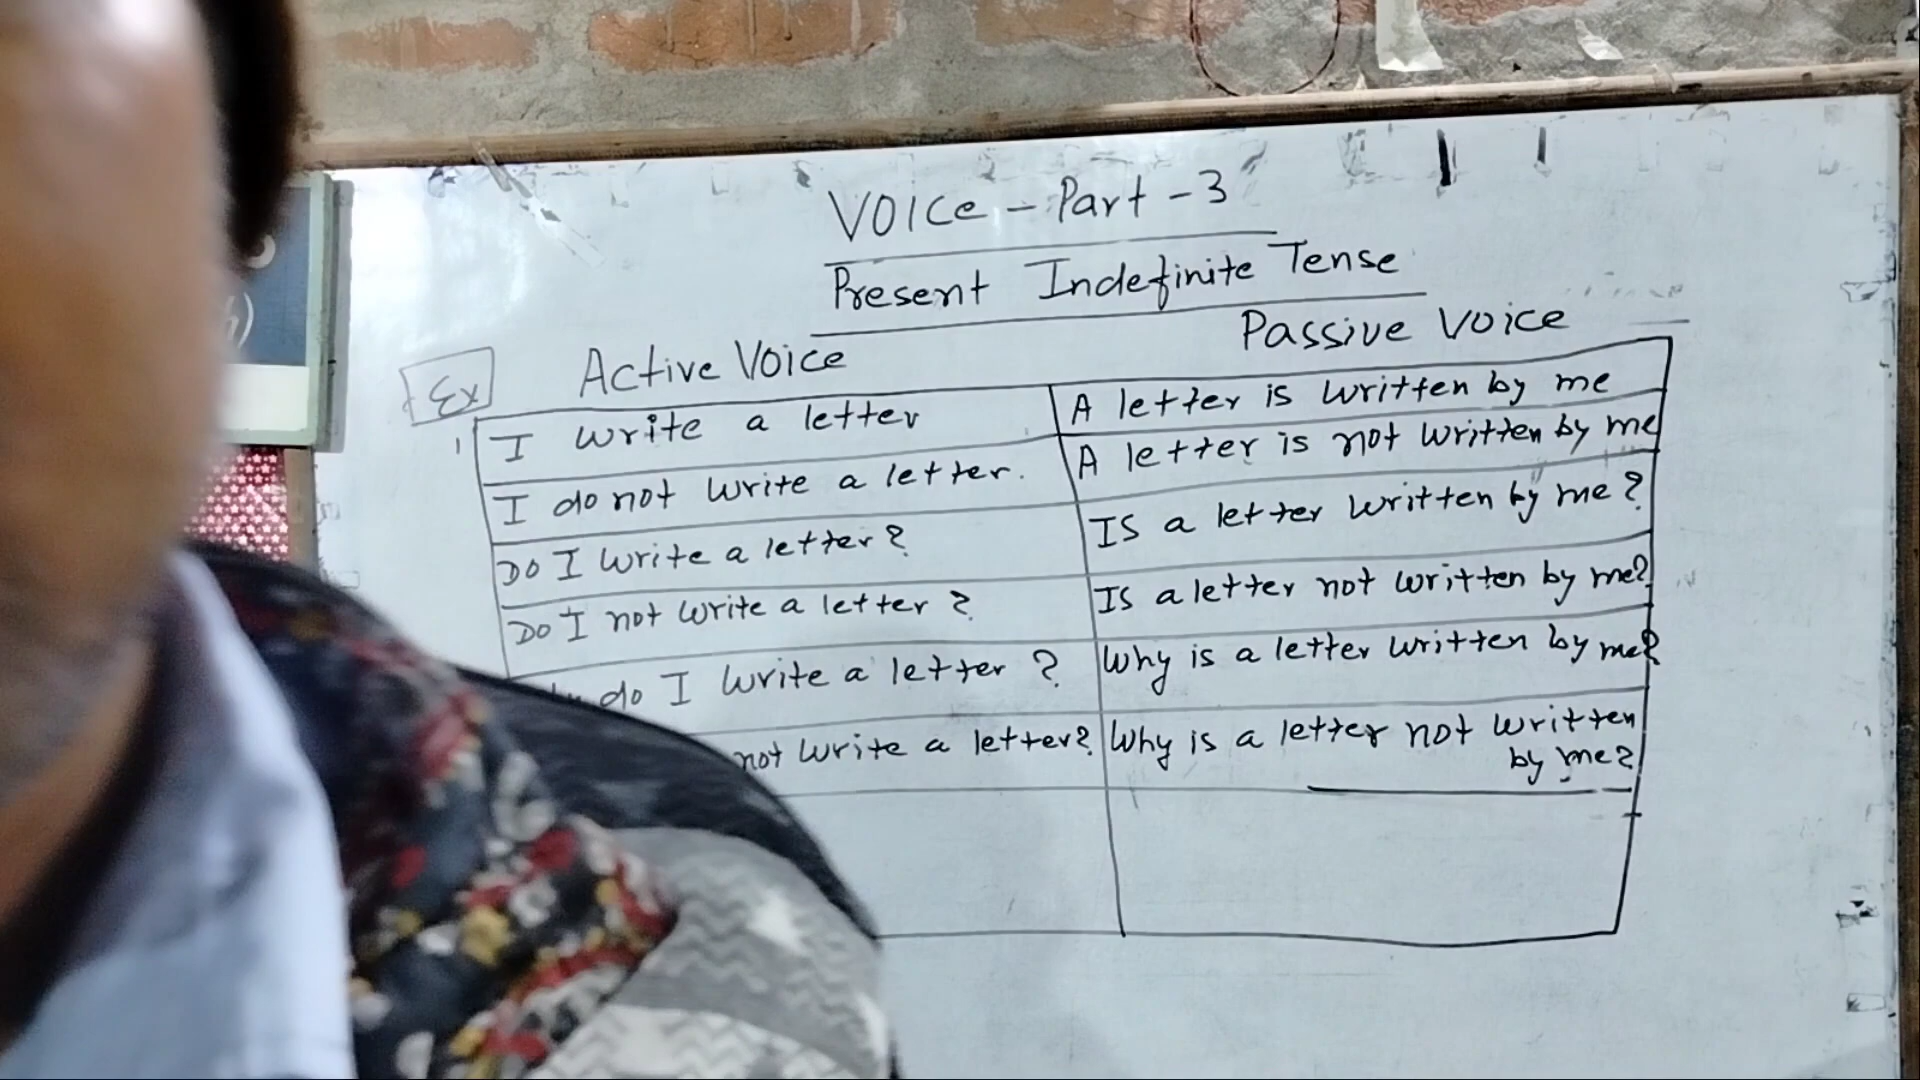 VOICe - Part - 3
Present Indefinite Tense
Ex Active Voice Passive Voice
1 I write a letter A letter is written by me
I do not write a letter. A letter is not written by me
Do I write a letter? Is a letter written by me?
Do I not write a letter? Is a letter not written by me?
do I write a letter? Why is a letter written by me?
not write a letter? Why is a letter not written
by me?